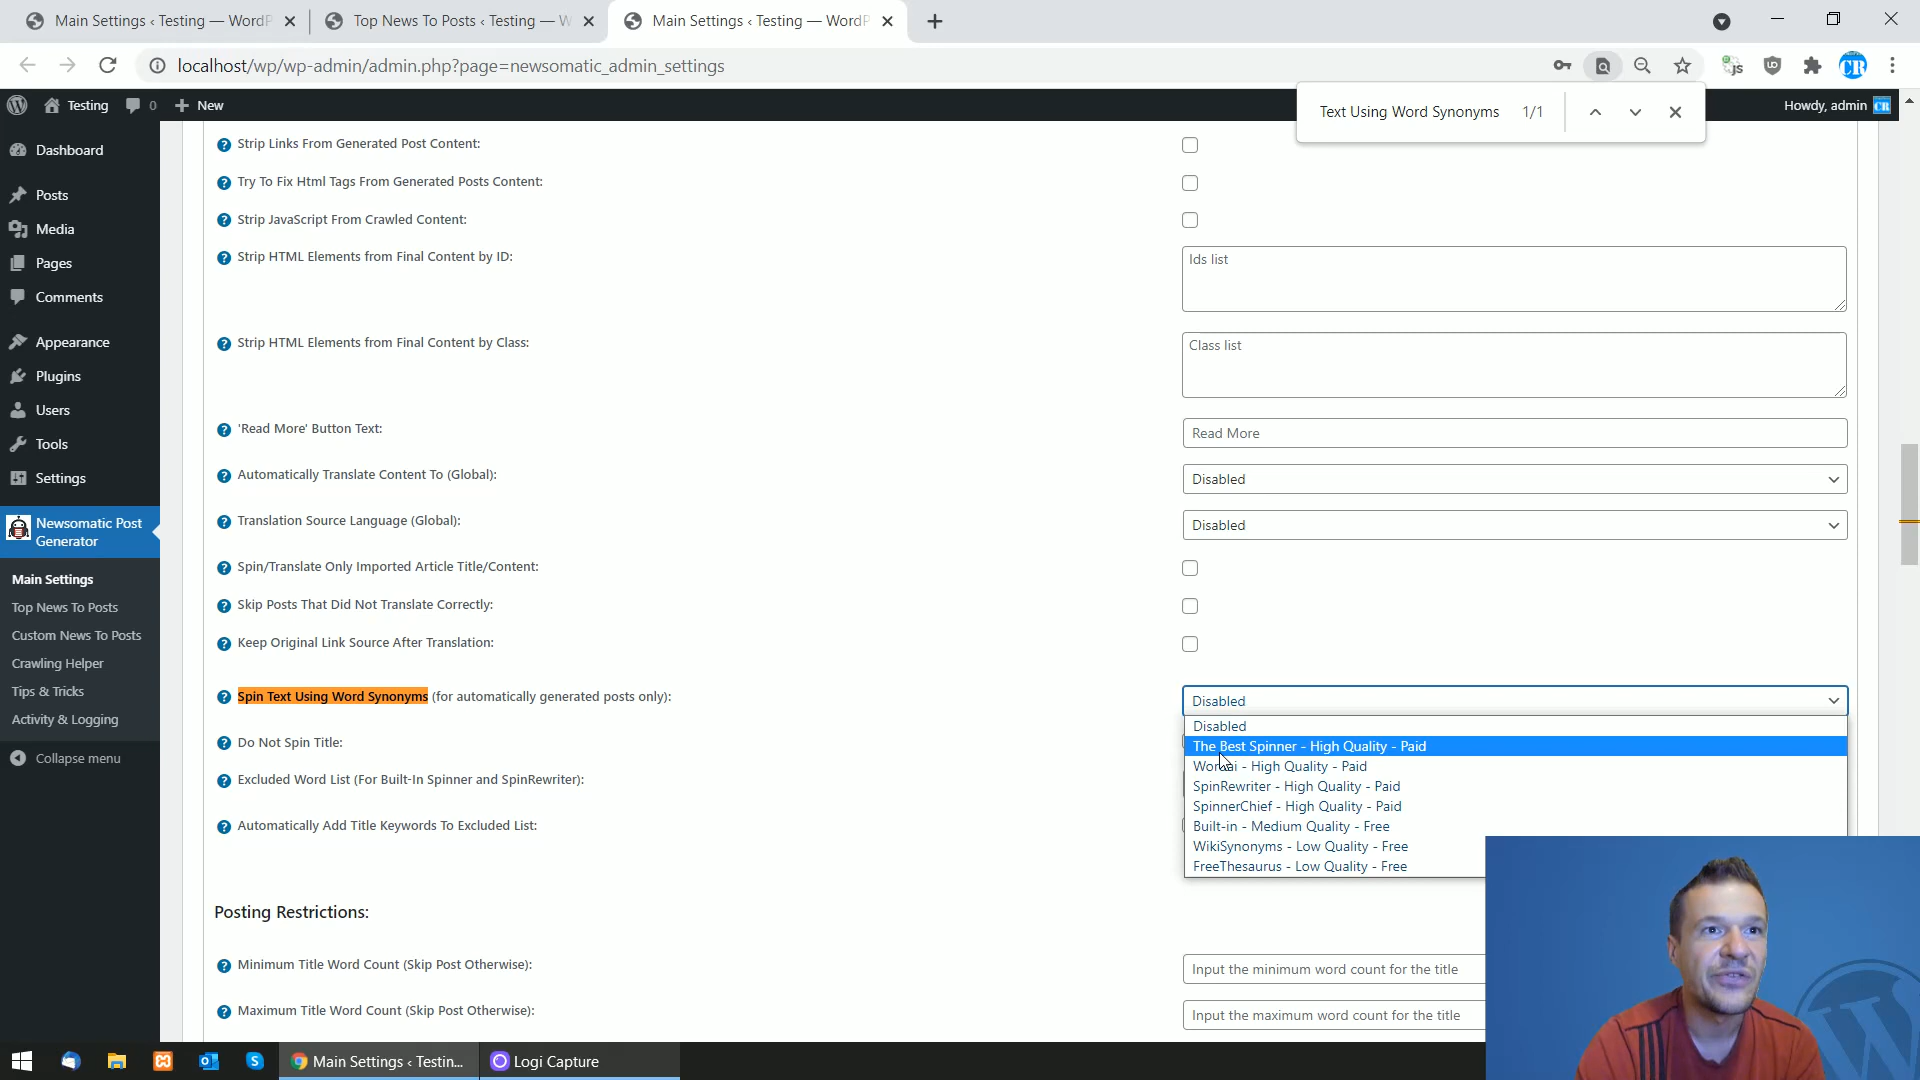 Main Settings ‹ Testing — WordP
Top News To Posts ‹ Testing — W
Main Settings ‹ Testing — WordP
localhost/wp/wp-admin/admin.php?page=newsomatic_admin_settings
Text Using Word Synonyms 1/1
Testing 0 New
Howdy, admin
Dashboard
Posts
Media
Pages
Comments
Appearance
Plugins
Users
Tools
Settings
Newsomatic Post
Generator
Main Settings
Top News To Posts
Custom News To Posts
Crawling Helper
Tips & Tricks
Activity & Logging
Collapse menu
Strip Links From Generated Post Content:
Try To Fix Html Tags From Generated Posts Content:
Strip JavaScript From Crawled Content:
Strip HTML Elements from Final Content by ID:
Ids list
Strip HTML Elements from Final Content by Class:
Class list
'Read More' Button Text:
Read More
Automatically Translate Content To (Global):
Disabled
Translation Source Language (Global):
Disabled
Spin/Translate Only Imported Article Title/Content:
Skip Posts That Did Not Translate Correctly:
Keep Original Link Source After Translation:
Spin Text Using Word Synonyms (for automatically generated posts only):
Disabled
Disabled
The Best Spinner - High Quality - Paid
Wordai - High Quality - Paid
SpinRewriter - High Quality - Paid
SpinnerChief - High Quality - Paid
Built-in - Medium Quality - Free
WikiSynonyms - Low Quality - Free
FreeThesaurus - Low Quality - Free
Do Not Spin Title:
Excluded Word List (For Built-In Spinner and SpinRewriter):
Automatically Add Title Keywords To Excluded List:
Posting Restrictions:
Minimum Title Word Count (Skip Post Otherwise):
Input the minimum word count for the title
Maximum Title Word Count (Skip Post Otherwise):
Input the maximum word count for the title
Main Settings ‹ Testin...
Logi Capture